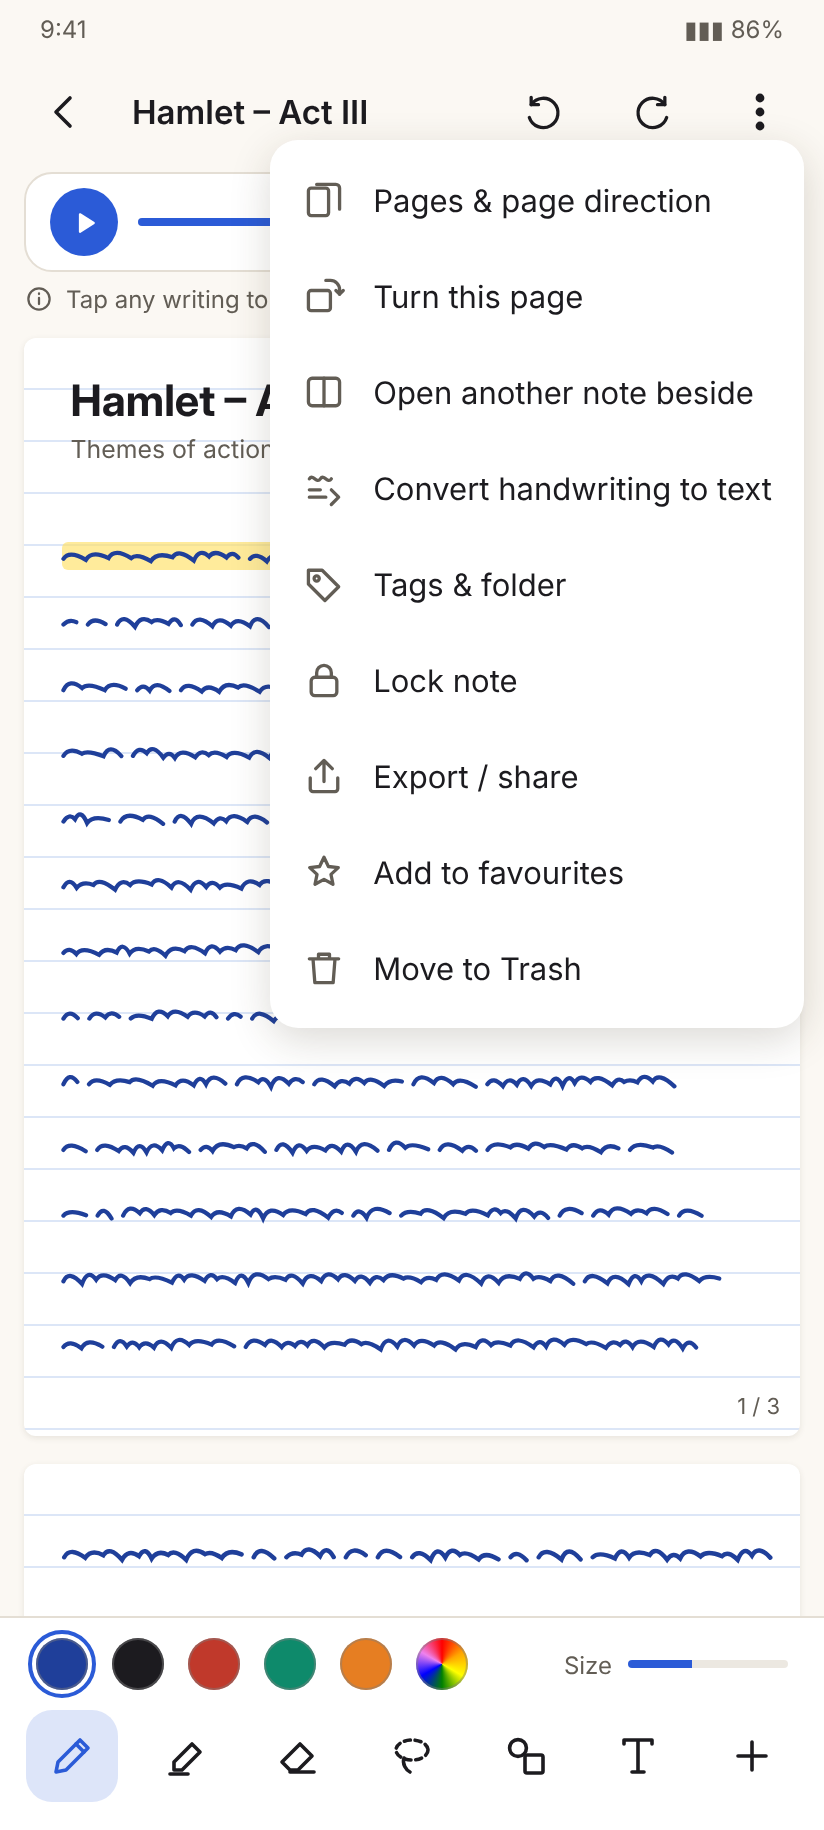 9:41
86%
Hamlet – Act III
Pages & page direction
Turn this page
Open another note beside
Convert handwriting to text
Tags & folder
Lock note
Export / share
Add to favourites
Move to Trash
Tap any writing to
Hamlet –
Themes of action
1 / 3
Size